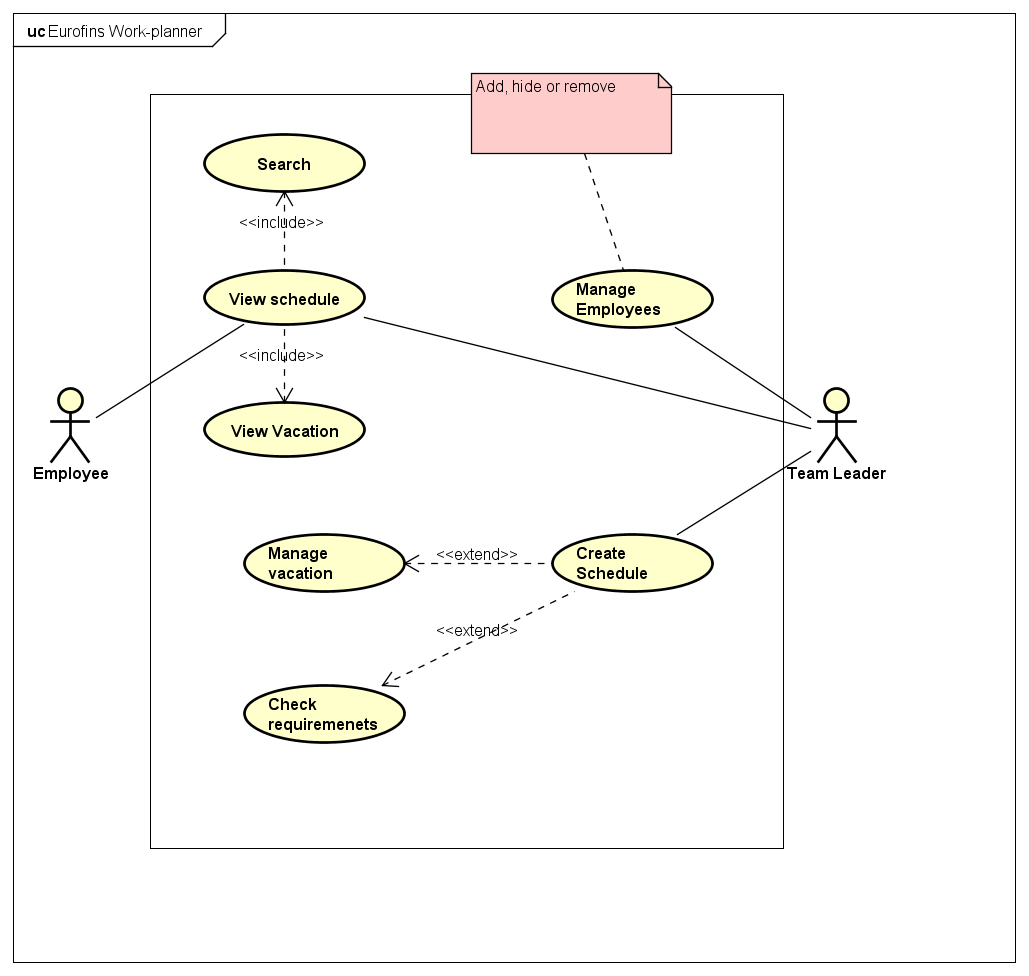 uc Eurofins Work-planner
Add, hide or remove
Search
<<include>>
View schedule
Manage
Employees
<<include>>
View Vacation
Employee
Team Leader
Manage
vacation
<<extend>>
Create
Schedule
<<extend>>
Check
requiremenets